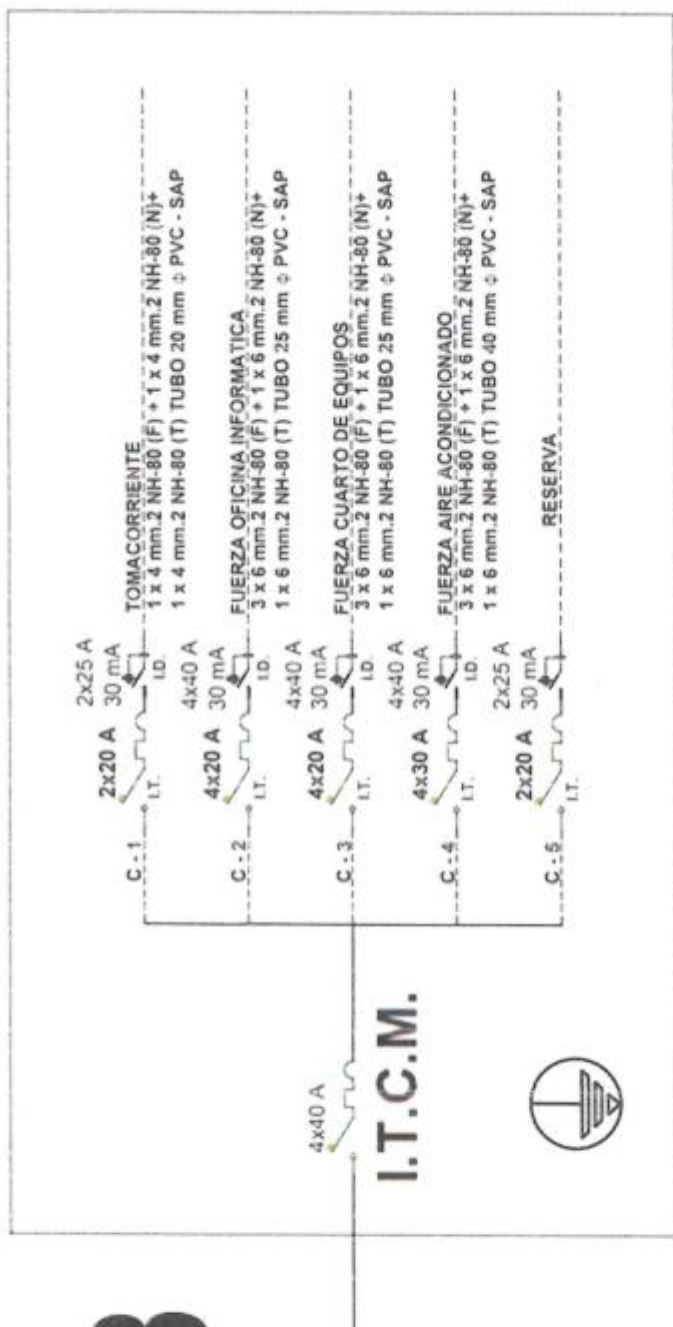 2x20 A
I.T.
2x25 A
30 mA
I.D.
C - 1
TOMACORRIENTE
1 x 4 mm.2 NH-80 (F) + 1 x 4 mm.2 NH-80 (N)+
1 x 4 mm.2 NH-80 (T) TUBO 20 mm ф PVC - SAP
4x20 A
I.T.
4x40 A
30 mA
I.D.
C - 2
FUERZA OFICINA INFORMATICA
3 x 6 mm.2 NH-80 (F) + 1 x 6 mm.2 NH-80 (N)+
1 x 6 mm.2 NH-80 (T) TUBO 25 mm ф PVC - SAP
4x20 A
I.T.
4x40 A
30 mA
I.D.
C - 3
FUERZA CUARTO DE EQUIPOS
3 x 6 mm.2 NH-80 (F) + 1 x 6 mm.2 NH-80 (N)+
1 x 6 mm.2 NH-80 (T) TUBO 25 mm ф PVC - SAP
4x30 A
I.T.
4x40 A
30 mA
I.D.
C - 4
FUERZA AIRE ACONDICIONADO
3 x 6 mm.2 NH-80 (F) + 1 x 6 mm.2 NH-80 (N)+
1 x 6 mm.2 NH-80 (T) TUBO 40 mm ф PVC - SAP
2x20 A
I.T.
2x25 A
30 mA
I.D.
C - 5
RESERVA
4x40 A
I.T.C.M.